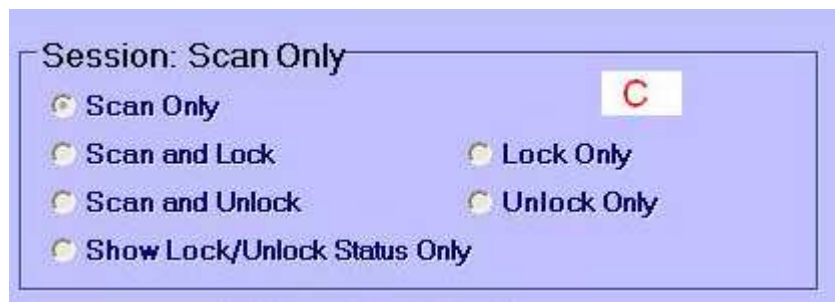 Session: Scan Only
C
Scan Only
Scan and Lock
Lock Only
Scan and Unlock
Unlock Only
Show Lock/Unlock Status Only